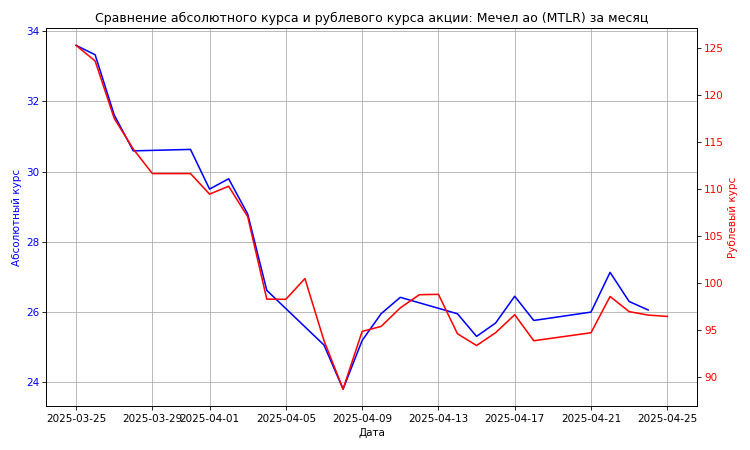 Сравнение абсолютного курса и рублевого курса акции: Мечел ао (MTLR) за месяц
34
32
30
28
26
24
Абсолютный курс
125
120
115
110
105
100
95
90
Рублевый курс
2025-03-25 2025-03-29 2025-04-01 2025-04-05 2025-04-09 2025-04-13 2025-04-17 2025-04-21 2025-04-25
Дата